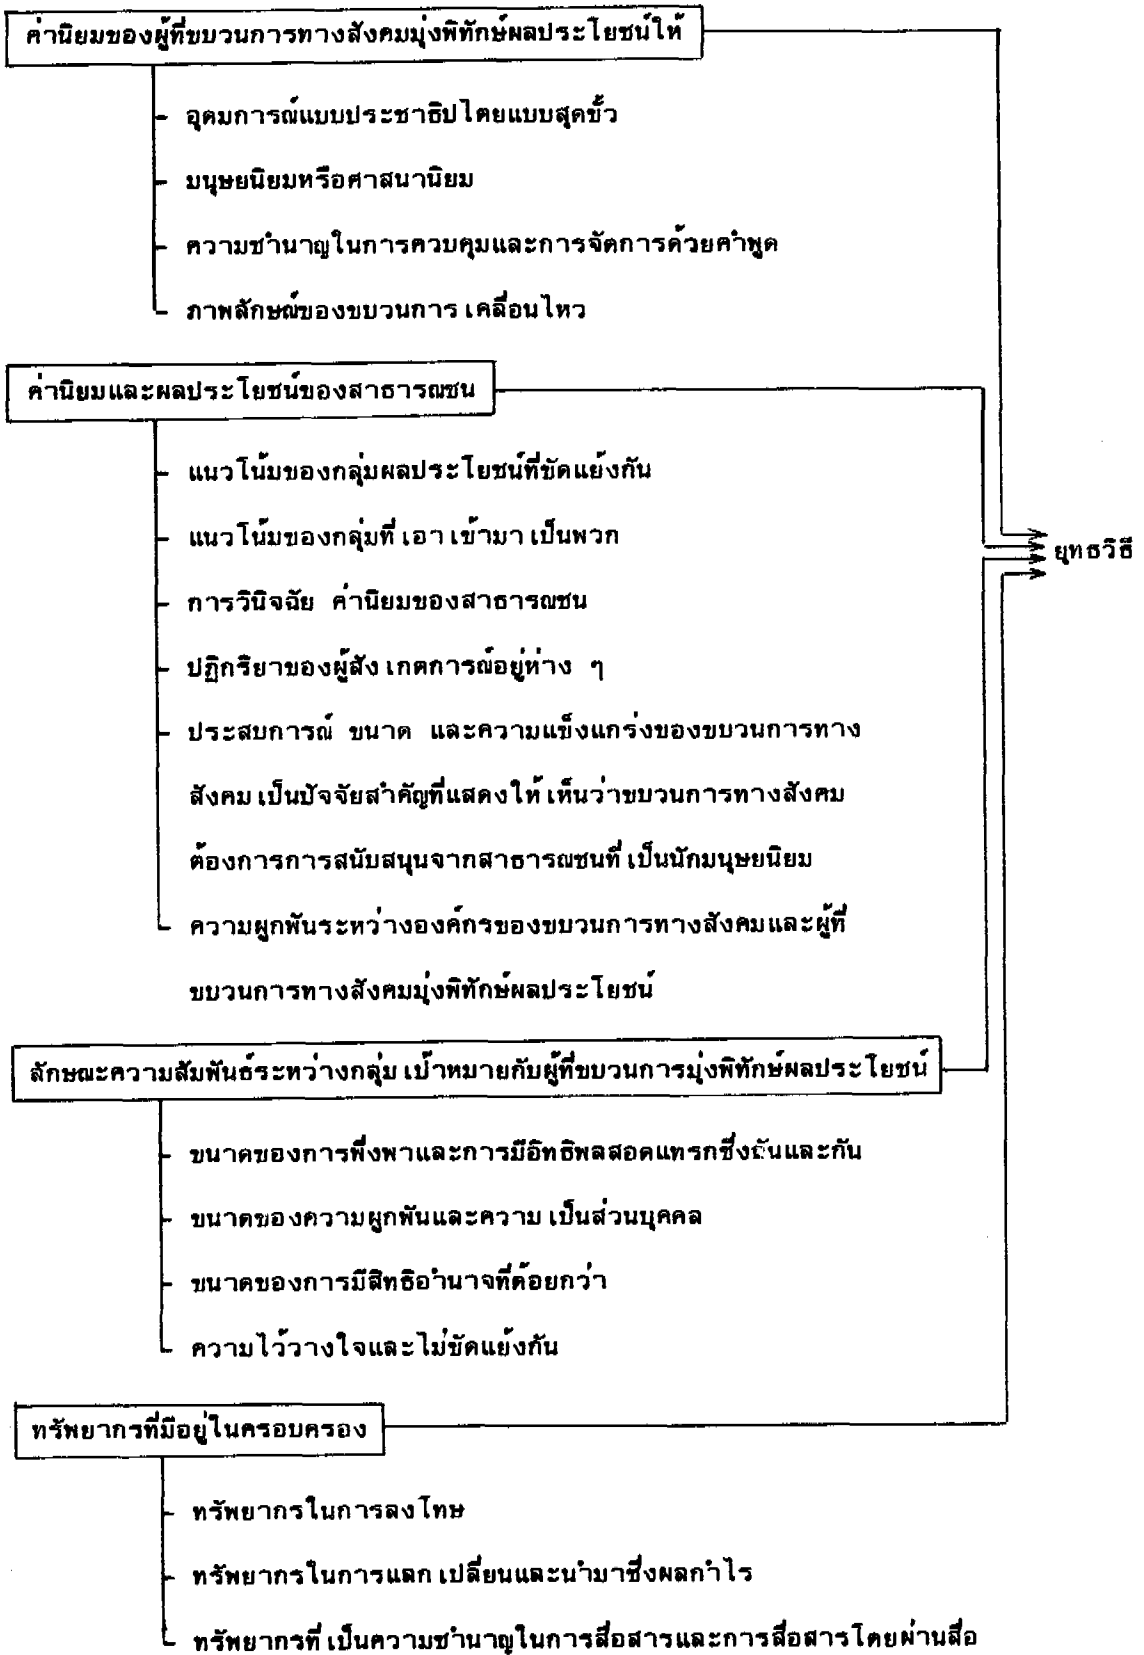 ค่านิยมของผู้ที่ขบวนการทางสังคมมุ่งพิทักษ์ผลประโยชน์ให้
อุดมการณ์แบบประชาธิปไตยแบบสุดขั้ว
มนุษยนิยมหรือศาสนานิยม
ความชำนาญในการควบคุมและการจัดการด้วยคำพูด
ภาพลักษณ์ของขบวนการเคลื่อนไหว
ค่านิยมและผลประโยชน์ของสาธารณชน
แนวโน้มของกลุ่มผลประโยชน์ที่ขัดแย้งกัน
แนวโน้มของกลุ่มที่เอาเข้ามาเป็นพวก
ยุทธวิธี
การวินิจฉัย ค่านิยมของสาธารณชน
ปฏิกริยาของผู้สังเกตการณ์อยู่ห่าง ๆ
ประสบการณ์ ขนาด และความแข็งแกร่งของขบวนการทาง
สังคมเป็นปัจจัยสำคัญที่แสดงให้เห็นว่าขบวนการทางสังคม
ต้องการการสนับสนุนจากสาธารณชนที่เป็นนักมนุษยนิยม
ความผูกพันระหว่างองค์กรของขบวนการทางสังคมและผู้ที่
ขบวนการทางสังคมมุ่งพิทักษ์ผลประโยชน์
ลักษณะความสัมพันธ์ระหว่างกลุ่มเป้าหมายกับผู้ที่ขบวนการมุ่งพิทักษ์ผลประโยชน์
ขนาดของการพึ่งพาและการมีอิทธิพลสอดแทรกซึ่งกันและกัน
ขนาดของความผูกพันและความเป็นส่วนบุคคล
ขนาดของการมีสิทธิอำนาจที่ด้อยกว่า
ความไว้วางใจและไม่ขัดแย้งกัน
ทรัพยากรที่มีอยู่ในครอบครอง
ทรัพยากรในการลงโทษ
ทรัพยากรในการแลกเปลี่ยนและนำมาซึ่งผลกำไร
ทรัพยากรที่เป็นความชำนาญในการสื่อสารและการสื่อสารโดยผ่านสื่อ